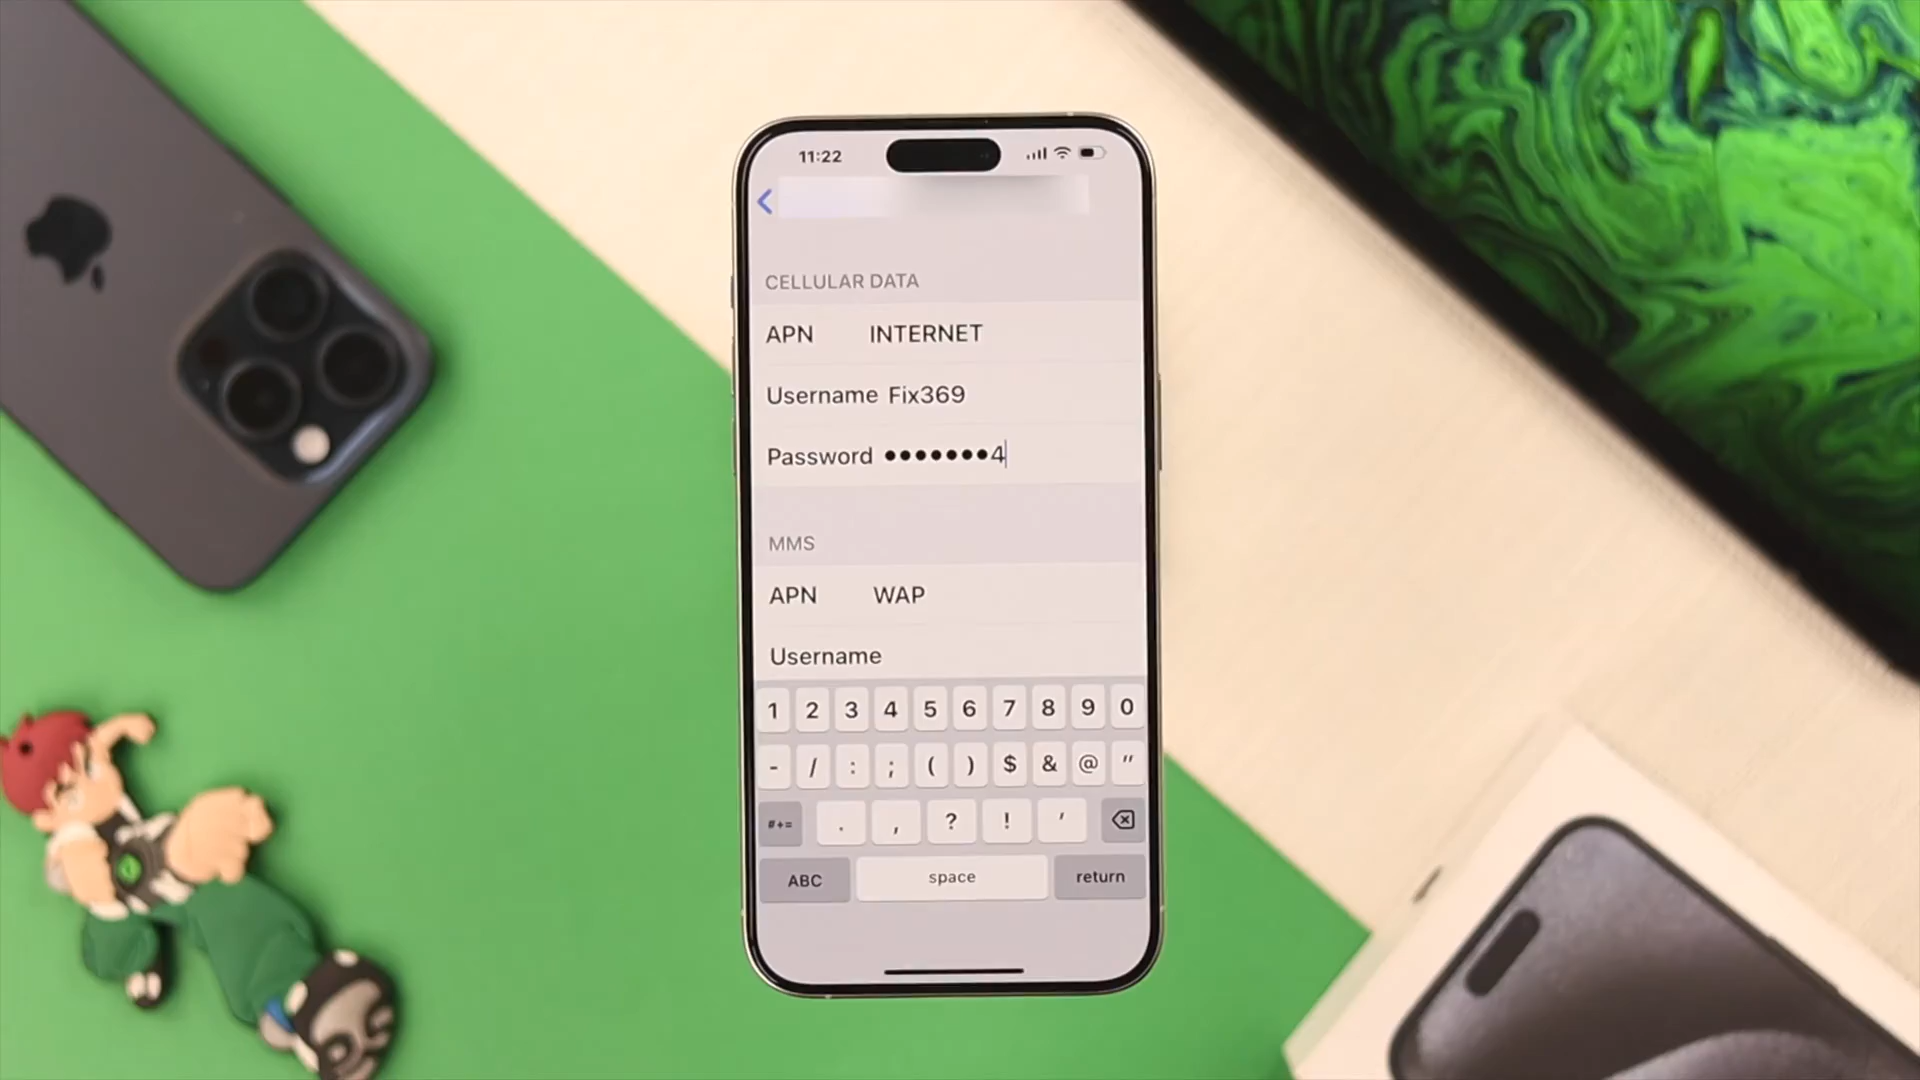 11:22
CELLULAR DATA
APN INTERNET
Username Fix369
Password •••••••4
MMS
APN WAP
Username
1 2 3 4 5 6 7 8 9 0
- / : ; ( ) $ & @ "
#+= . , ? ! '
ABC space return